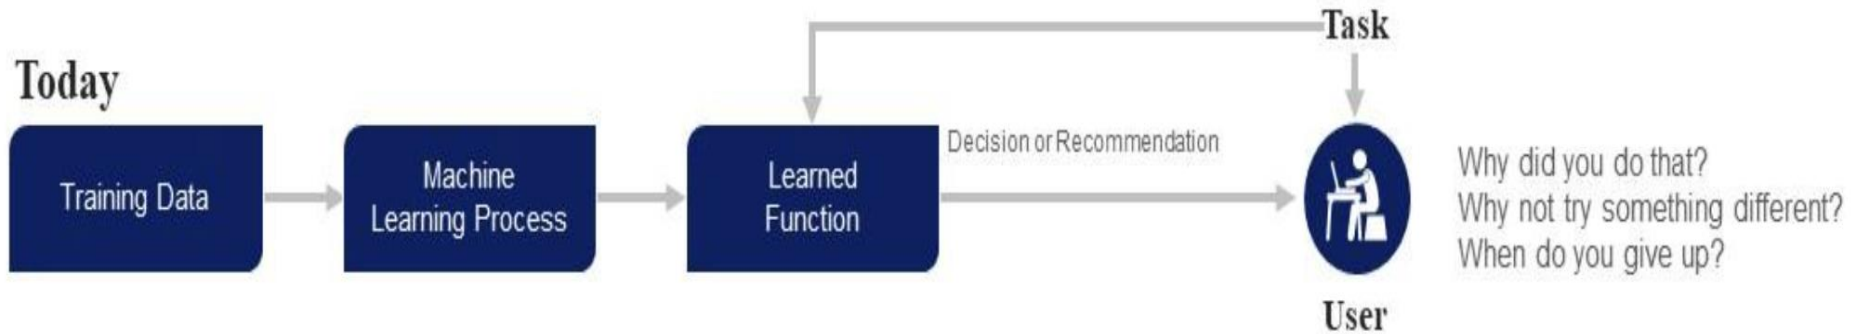 Task
Today
Training Data
Machine
Learning Process
Learned
Function
Decision or Recommendation
Why did you do that?
Why not try something different?
When do you give up?
User